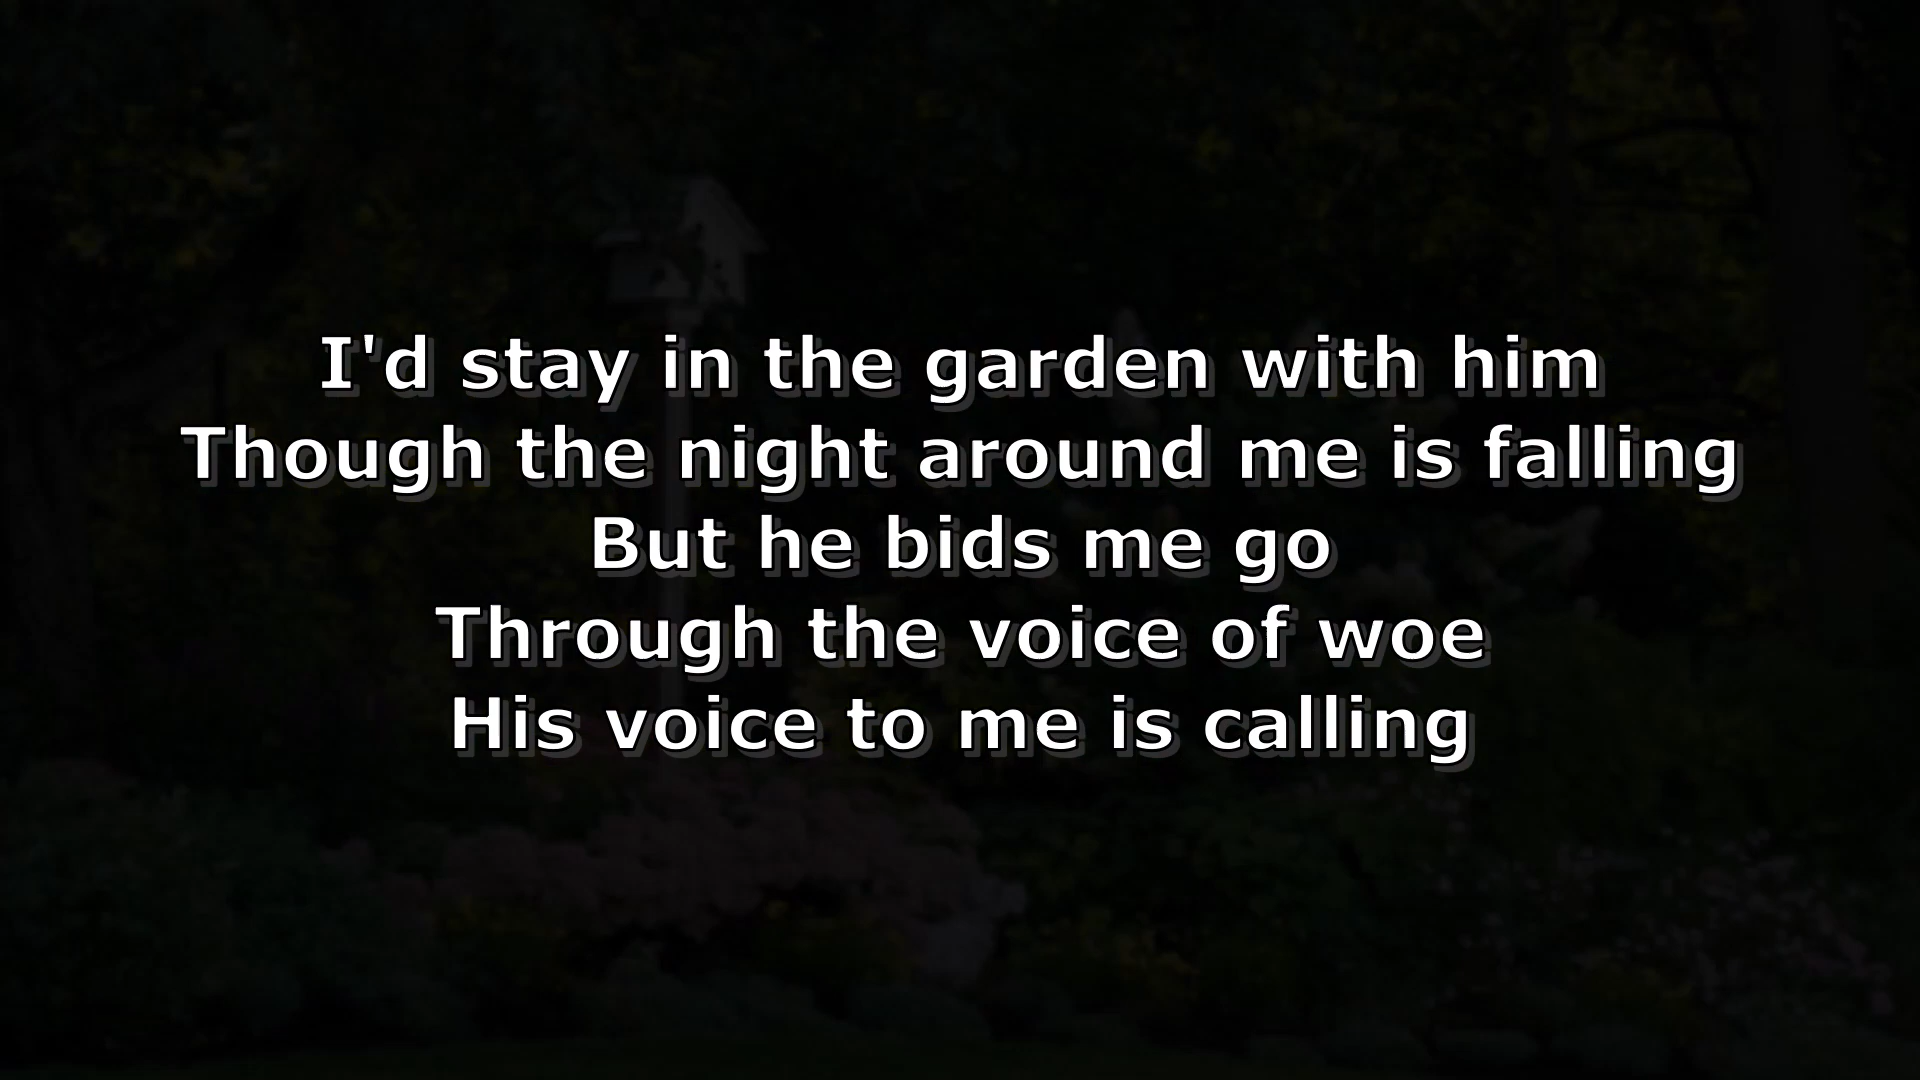 I'd stay in the garden with him
Though the night around me is falling
But he bids me go
Through the voice of woe
His voice to me is calling